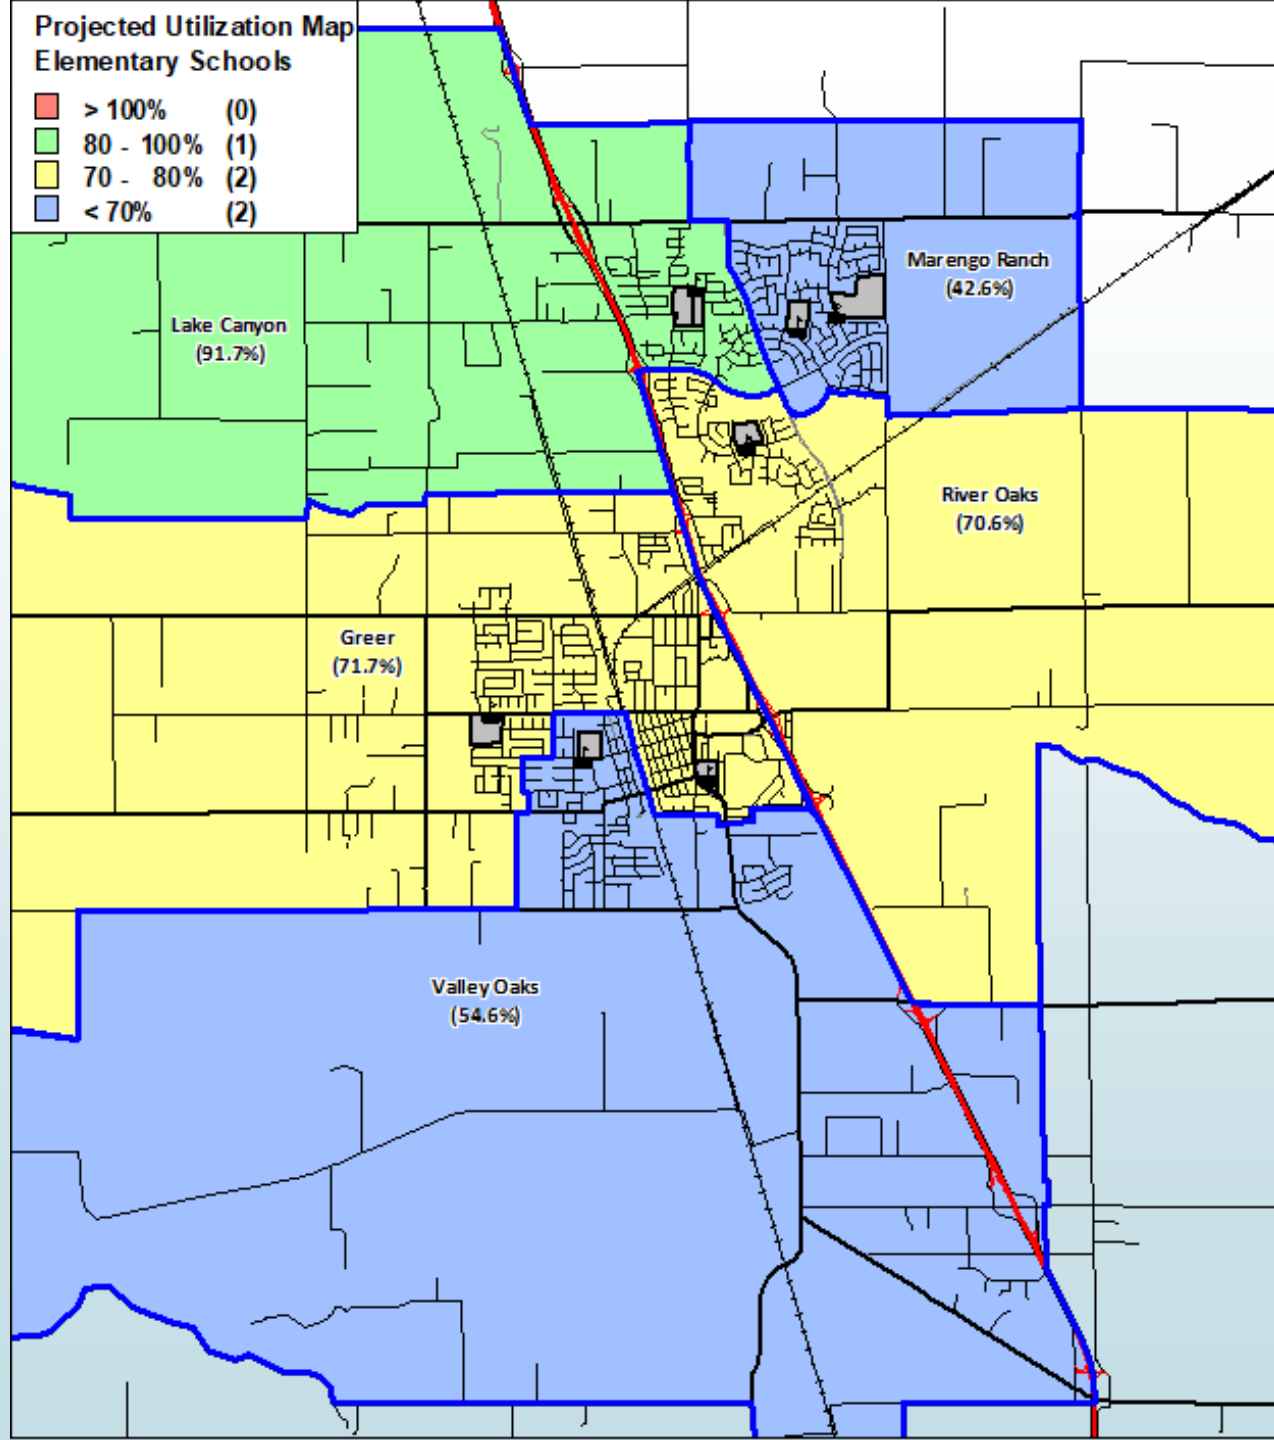 Projected Utilization Map
Elementary Schools
> 100% (0)
80 - 100% (1)
70 - 80% (2)
< 70% (2)
Marengo Ranch
(42.6%)
Lake Canyon
(91.7%)
River Oaks
(70.6%)
Greer
(71.7%)
Valley Oaks
(54.6%)